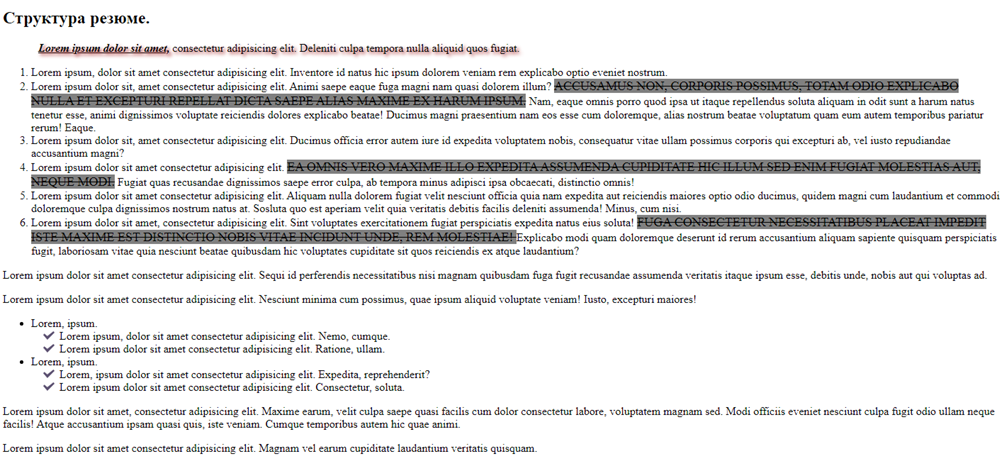 Структура резюме.
Lorem ipsum dolor sit amet, consectetur adipisicing elit. Deleniti culpa tempora nulla aliquid quos fugiat.
1. Lorem ipsum, dolor sit amet consectetur adipisicing elit. Inventore id natus hic ipsum dolorem veniam rem explicabo optio eveniet nostrum.
2. Lorem ipsum dolor sit amet consectetur adipisicing elit. Animi saepe eaque fuga magni nam quasi dolorem illum? ACCUSAMUS NON, CORPORIS POSSIMUS, TOTAM ODIO EXPLICABO
NULLA ET EXCEPTURI REPELLAT DICTA SAEPE ALIAS MAXIME EX HARUM IPSUM. Nam, eaque omnis porro quod ipsa ut itaque repellendus soluta aliquam in odit sunt a harum natus
tenetur esse, animi dignissimos voluptate reiciendis dolores explicabo beatae! Ducimus magni praesentium nam eos esse cum doloremque, alias nostrum beatae voluptatum quam eum autem temporibus pariatur
rerum! Eaque.
3. Lorem ipsum dolor sit amet, consectetur adipisicing elit. Ducimus officia error autem iure id expedita voluptatem nobis, consequatur vitae ullam possimus corporis qui excepturi ab, vel iusto repudiandae
accusantium magni?
4. Lorem ipsum dolor sit amet consectetur adipisicing elit. EA OMNIS VERO MAXIME ILLO EXPEDITA ASSUMENDA CUPIDITATE HIC ILLUM SED ENIM FUGIAT MOLESTIAS AUT,
NEQUE MODI. Fugiat quas recusandae dignissimos saepe error culpa, ab tempora minus adipisci ipsa obcaecati, distinctio omnis!
5. Lorem ipsum dolor sit amet consectetur adipisicing elit. Aliquam nulla dolorem fugiat velit nesciunt officia quia nam expedita aut reiciendis maiores optio odio ducimus, quidem magni cum laudantium et commodi
doloremque culpa dignissimos nostrum natus at. Sosluta quo est aperiam velit quia veritatis debitis facilis deleniti assumenda! Minus, cum nisi.
6. Lorem ipsum dolor sit amet consectetur adipisicing elit. Sint voluptates exercitationem fugiat perspiciatis expedita natus eius soluta! FUGA CONSECTETUR NECESSITATIBUS PLACEAT IMPEDIT
ISTE MAXIME EST DISTINCTIO NOBIS VITAE INCIDUNT UNDE, REM MOLESTIAE! Explicabo modi quam doloremque deserunt id rerum accusantium aliquam sapiente quisquam perspiciatis
fugit, laboriosam vitae quia nesciunt beatae quibusdam hic voluptates cupiditate sit quos reiciendis ex atque laudantium?
Lorem ipsum dolor sit amet consectetur adipisicing elit. Sequi id perferendis necessitatibus nisi magnam quibusdam fuga fugit recusandae assumenda veritatis itaque ipsum esse, debitis unde, nobis aut qui voluptas ad.
Lorem ipsum dolor sit amet consectetur adipisicing elit. Nesciunt minima cum possimus, quae ipsum aliquid voluptate veniam! Iusto, excepturi maiores!
Lorem, ipsum.
Lorem ipsum, dolor sit amet consectetur adipisicing elit. Nemo, cumque.
Lorem ipsum dolor sit amet consectetur adipisicing elit. Ratione, ullam.
Lorem, ipsum.
Lorem, ipsum dolor sit amet consectetur adipisicing elit. Expedita, reprehenderit?
Lorem ipsum dolor sit amet consectetur adipisicing elit. Consectetur, soluta.
Lorem ipsum dolor sit amet, consectetur adipisicing elit. Maxime earum, velit culpa saepe quasi facilis cum dolor consectetur labore, voluptatem magnam sed. Modi officiis eveniet nesciunt culpa fugit odio ullam neque
facilis! Atque accusantium ipsam quasi quis, iste veniam. Cumque temporibus autem hic quae animi.
Lorem ipsum dolor sit amet consectetur adipisicing elit. Magnam vel earum cupiditate laudantium veritatis quisquam.